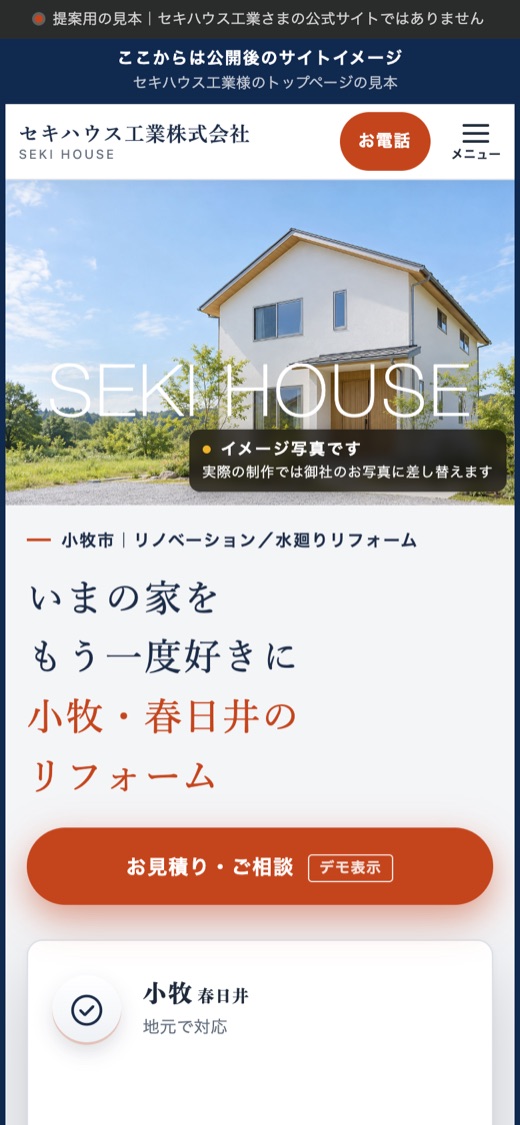 提案用の見本｜セキハウス工業さまの公式サイトではありません
ここからは公開後のサイトイメージ
セキハウス工業様のトップページの見本
セキハウス工業株式会社
SEKI HOUSE
お電話
メニュー
SEKI HOUSE
イメージ写真です
実際の制作では御社のお写真に差し替えます
小牧市｜リノベーション／水廻りリフォーム
いまの家を
もう一度好きに
小牧・春日井の
リフォーム
お見積り・ご相談 デモ表示
小牧 春日井
地元で対応